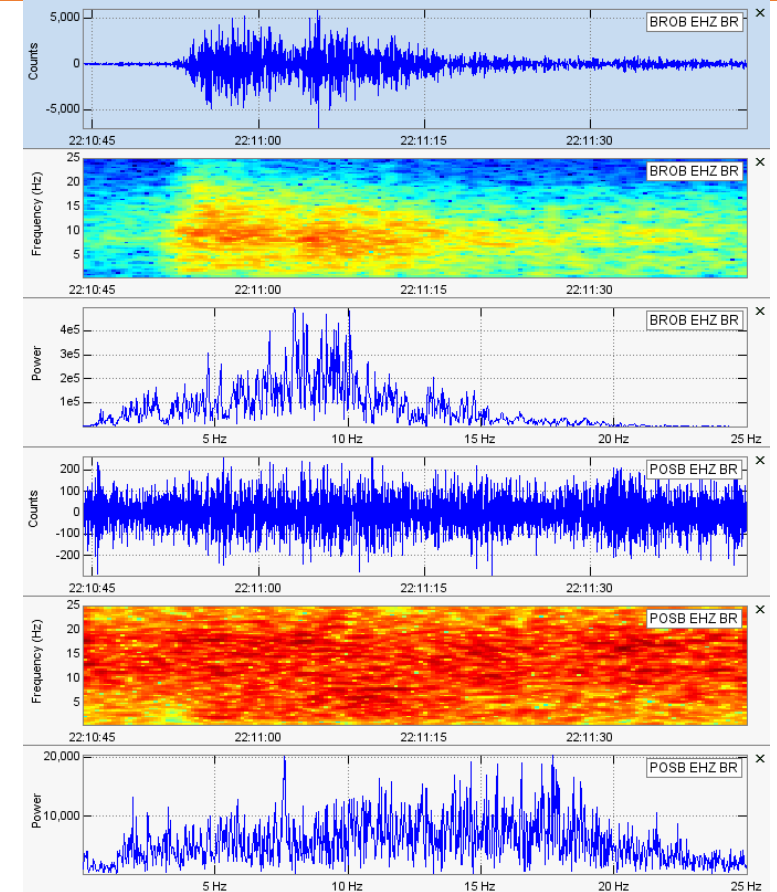 5,000
BROB EHZ BR
Counts
0
-5,000
22:10:45 22:11:00 22:11:15 22:11:30
25
BROB EHZ BR
20
Frequency (Hz)
15
10
5
22:10:45 22:11:00 22:11:15 22:11:30
BROB EHZ BR
4e5
3e5
Power
2e5
1e5
5 Hz 10 Hz 15 Hz 20 Hz 25 Hz
200
POSB EHZ BR
100
Counts
0
-100
-200
22:10:45 22:11:00 22:11:15 22:11:30
25
POSB EHZ BR
20
Frequency (Hz)
15
10
5
22:10:45 22:11:00 22:11:15 22:11:30
20,000
POSB EHZ BR
Power
10,000
5 Hz 10 Hz 15 Hz 20 Hz 25 Hz